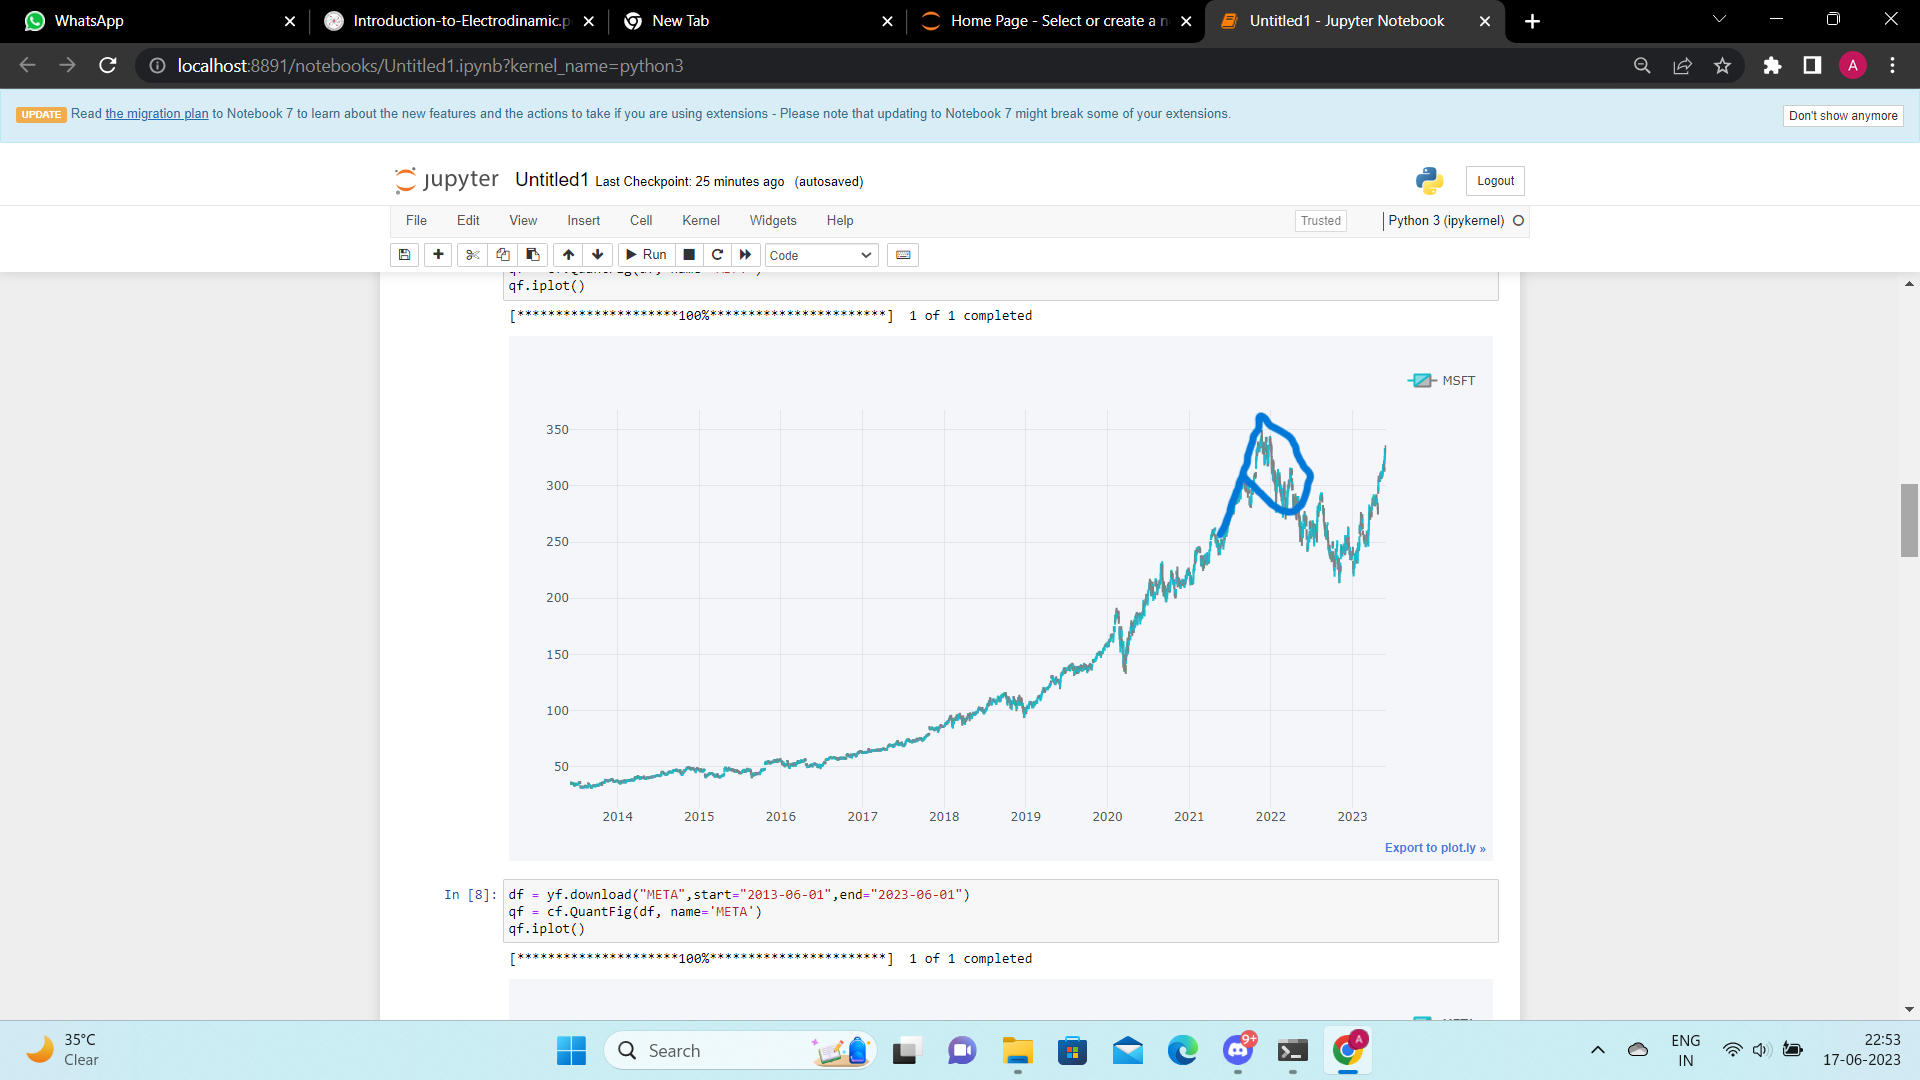 WhatsApp
Introduction-to-Electrodinamic.p
New Tab
Home Page - Select or create a n
Untitled1 - Jupyter Notebook
localhost:8891/notebooks/Untitled1.ipynb?kernel_name=python3
A
UPDATE Read the migration plan to Notebook 7 to learn about the new features and the actions to take if you are using extensions - Please note that updating to Notebook 7 might break some of your extensions.
Don't show anymore
jupyter Untitled1 Last Checkpoint: 25 minutes ago (autosaved)
Logout
File Edit View Insert Cell Kernel Widgets Help
Trusted
Python 3 (ipykernel)
Run
Code
qf.iplot()
[*********************100%***********************] 1 of 1 completed
MSFT
350
300
250
200
150
100
50
2014 2015 2016 2017 2018 2019 2020 2021 2022 2023
Export to plot.ly »
In [8]: df = yf.download("META",start="2013-06-01",end="2023-06-01")
qf = cf.QuantFig(df, name='META')
qf.iplot()
[*********************100%***********************] 1 of 1 completed
35°C
Clear
Search
9+
A
ENG
IN
22:53
17-06-2023